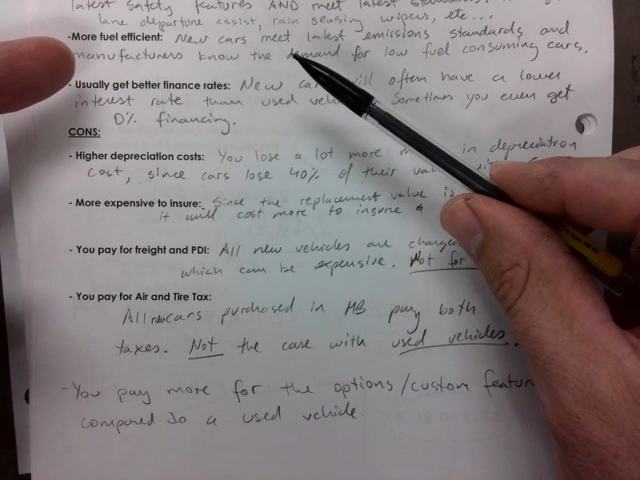 latest safety features AND meet latest
lane departure assist, rain sensing wipers, etc...
-More fuel efficient: New cars meet latest emissions standards and
manufacturers know the demand for low fuel consuming cars.
- Usually get better finance rates: New will often have a lower
interest rate than used Sometimes you even get
0% financing.
CONS:
- Higher depreciation costs: You lose a lot more in depreciation
cost, since cars lose 40% of their
- More expensive to insure: Since the replacement value is
it will cost more to insure
- You pay for freight and PDI: All new vehicles are
which can be expensive. Not for
- You pay for Air and Tire Tax:
All new cars purchased in MB pay both
taxes. Not the case with used vehicles.
- You pay more for the options/custom
compared to a used vehicle.